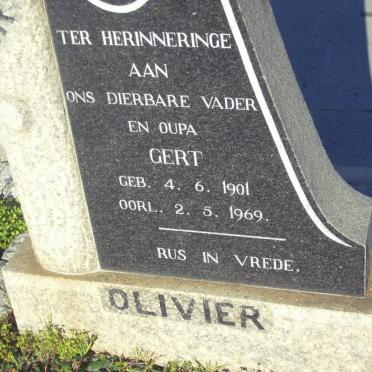 TER HERINNERINGE
AAN
ONS DIERBARE VADER
EN OUPA
GERT
GEB. 4. 6. 1901
OORL. 2. 5. 1969.
RUS IN VREDE.
OLIVIER